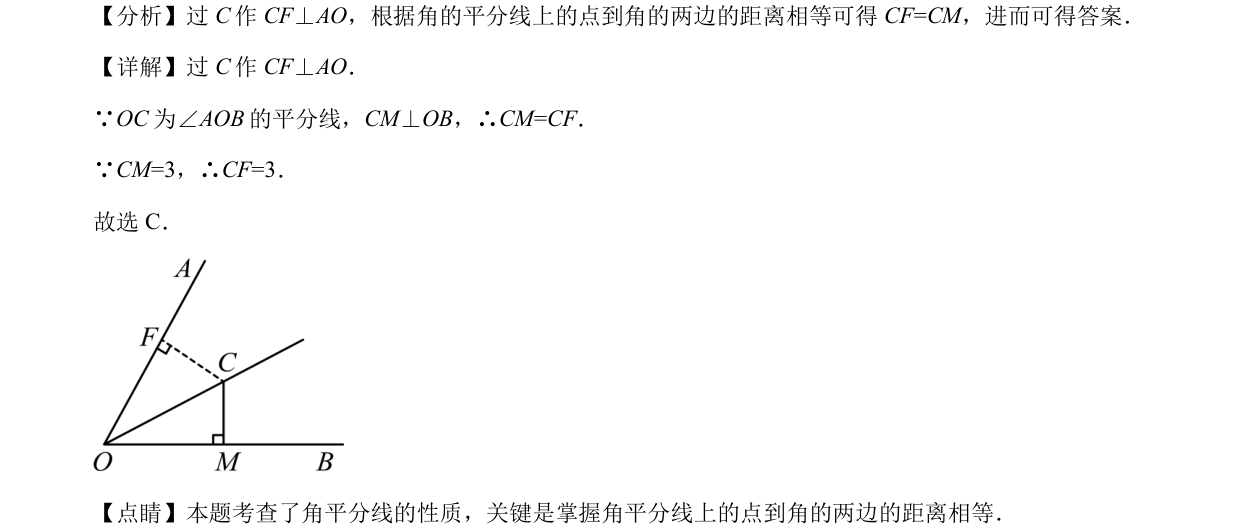 【分析】过 C 作 CF⊥AO，根据角的平分线上的点到角的两边的距离相等可得 CF=CM，进而可得答案．
【详解】过 C 作 CF⊥AO．
∵OC 为∠AOB 的平分线，CM⊥OB，∴CM=CF．
∵CM=3，∴CF=3．
故选 C．
A
F
C
O M B
【点睛】本题考查了角平分线的性质，关键是掌握角平分线上的点到角的两边的距离相等．